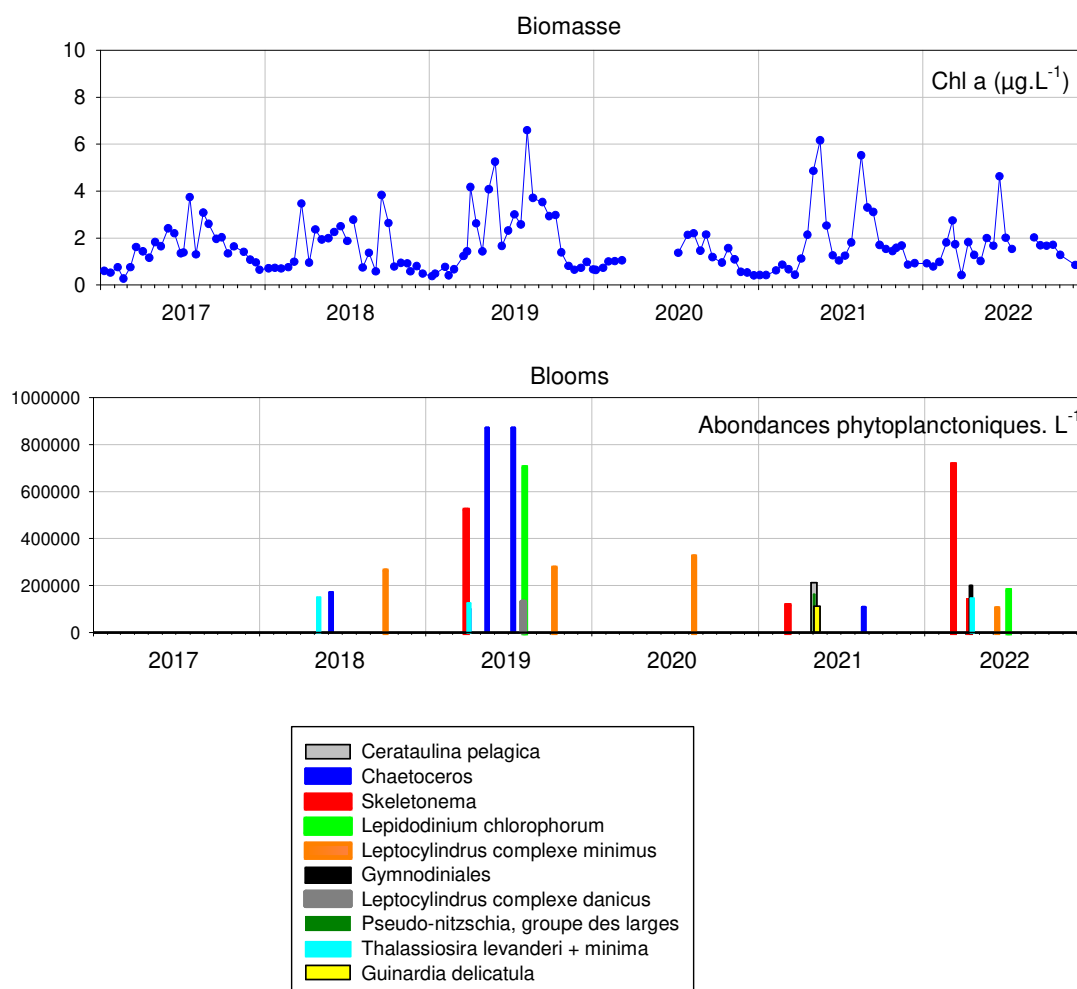 Biomasse
10
Chl a (µg.L-1)
8
6
4
2
0
2017 2018 2019 2020 2021 2022
Blooms
1000000
Abondances phytoplanctoniques. L-1
800000
600000
400000
200000
0
2017 2018 2019 2020 2021 2022
Cerataulina pelagica
Chaetoceros
Skeletonema
Lepidodinium chlorophorum
Leptocylindrus complexe minimus
Gymnodiniales
Leptocylindrus complexe danicus
Pseudo-nitzschia, groupe des larges
Thalassiosira levanderi + minima
Guinardia delicatula